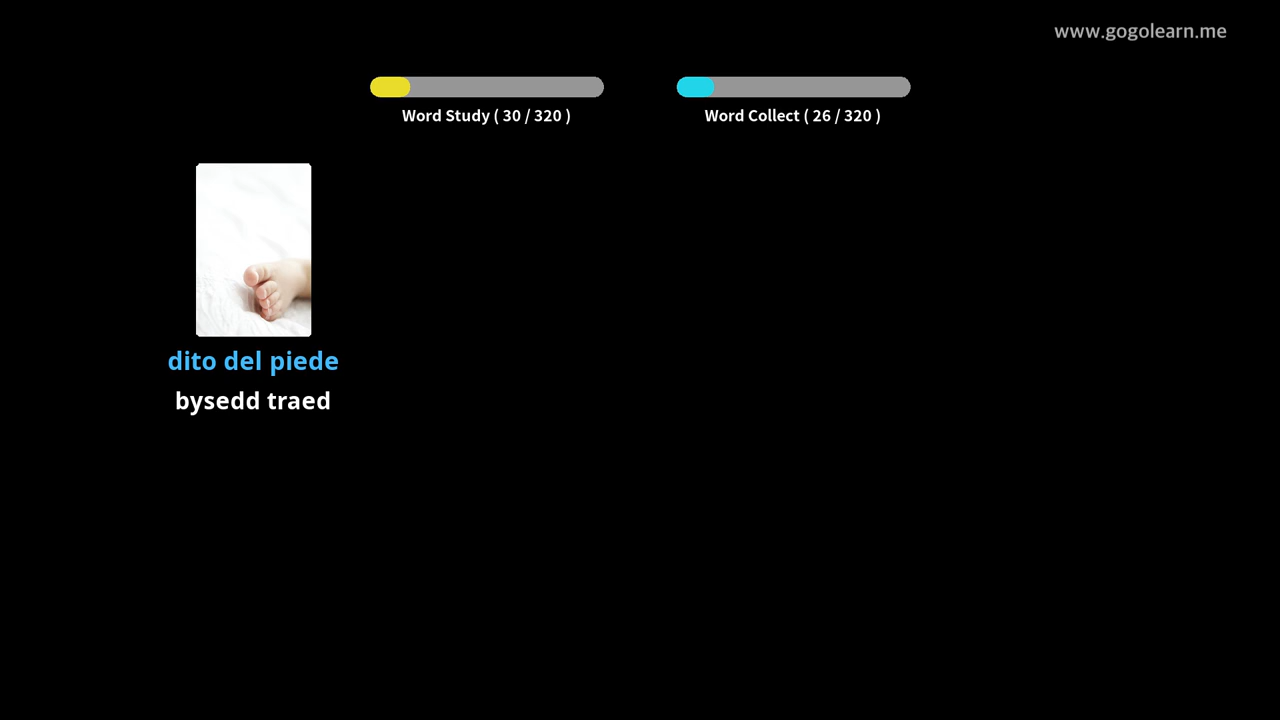 www.gogolearn.me
Word Study ( 30 / 320 )
Word Collect ( 26 / 320 )
dito del piede
bysedd traed